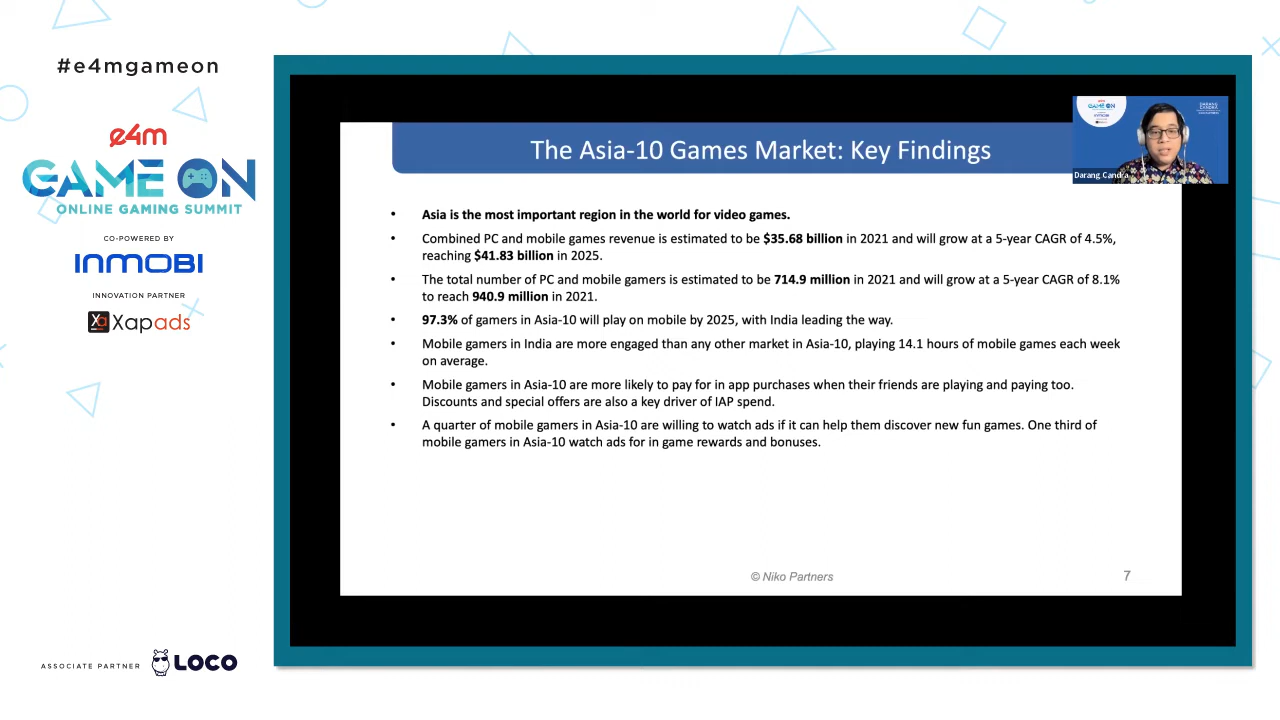 #e4mgameon
e4m
GAME ON
ONLINE GAMING SUMMIT
CO-POWERED BY
INMOBI
INNOVATION PARTNER
Xa Xapads
ASSOCIATE PARTNER
LOCO
The Asia-10 Games Market: Key Findings
Darang Candra
• Asia is the most important region in the world for video games.
• Combined PC and mobile games revenue is estimated to be $35.68 billion in 2021 and will grow at a 5-year CAGR of 4.5%,
reaching $41.83 billion in 2025.
• The total number of PC and mobile gamers is estimated to be 714.9 million in 2021 and will grow at a 5-year CAGR of 8.1%
to reach 940.9 million in 2021.
• 97.3% of gamers in Asia-10 will play on mobile by 2025, with India leading the way.
• Mobile gamers in India are more engaged than any other market in Asia-10, playing 14.1 hours of mobile games each week
on average.
• Mobile gamers in Asia-10 are more likely to pay for in app purchases when their friends are playing and paying too.
Discounts and special offers are also a key driver of IAP spend.
• A quarter of mobile gamers in Asia-10 are willing to watch ads if it can help them discover new fun games. One third of
mobile gamers in Asia-10 watch ads for in game rewards and bonuses.
© Niko Partners
7